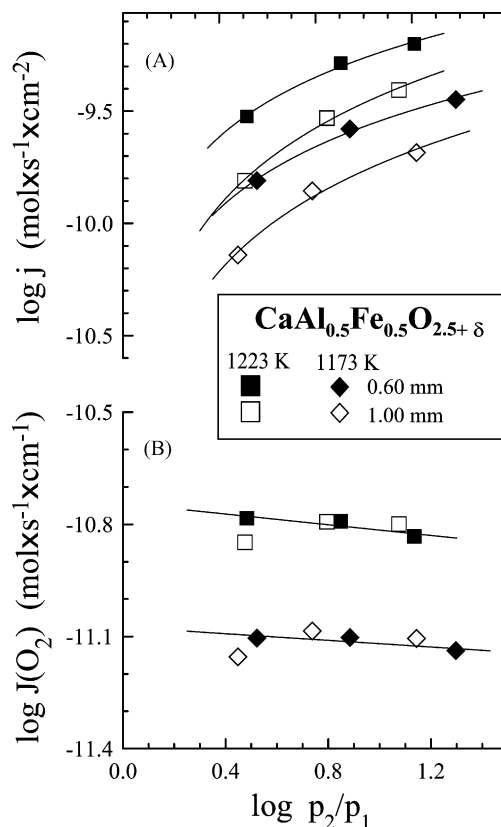 (A)
-9.5
-10.0
-10.5
log j (molxs⁻¹xcm⁻²)
CaAl₀.₅Fe₀.₅O₂.₅₊ δ
1223 K 1173 K
0.60 mm
1.00 mm
(B)
-10.5
-10.8
-11.1
-11.4
log J(O₂) (molxs⁻¹xcm⁻¹)
0.0 0.4 0.8 1.2
log p₂/p₁